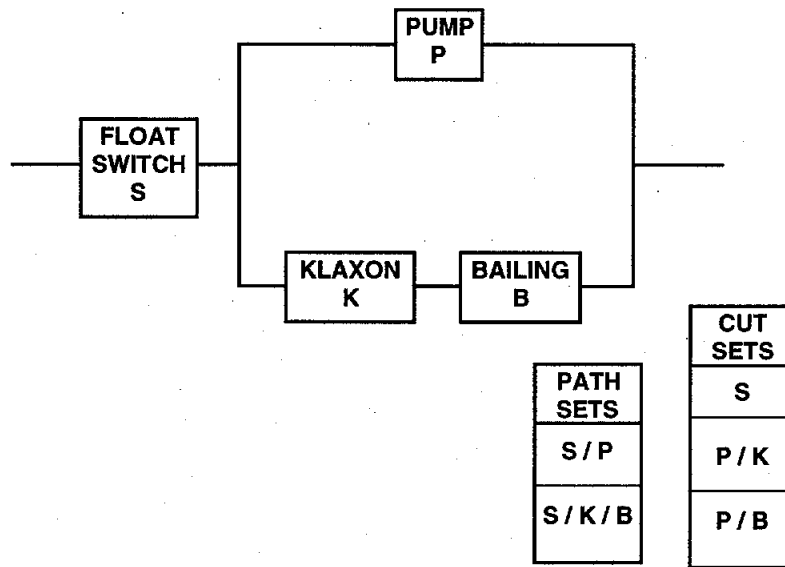 PUMP
P
FLOAT
SWITCH
S
KLAXON
K
BAILING
B
PATH
SETS
S / P
S / K / B
CUT
SETS
S
P / K
P / B